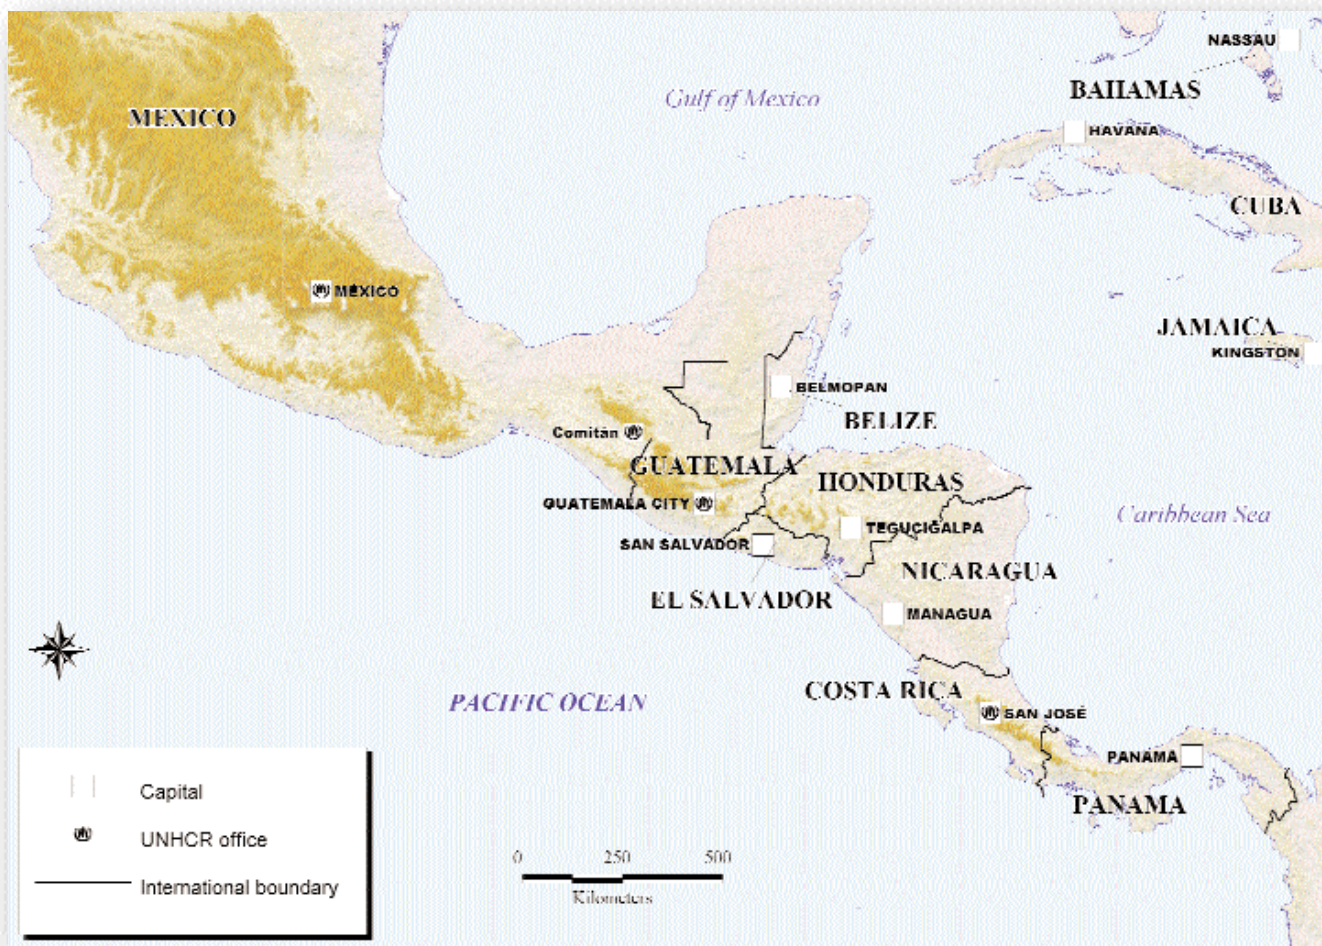 NASSAU
BAHAMAS
Gulf of Mexico
MEXICO
HAVANA
CUBA
MÉXICO
JAMAICA
KINGSTON
BELMOPAN
BELIZE
Comitán
GUATEMALA
HONDURAS
GUATEMALA CITY
Caribbean Sea
TEGUCIGALPA
SAN SALVADOR
NICARAGUA
EL SALVADOR
MANAGUA
COSTA RICA
PACIFIC OCEAN
SAN JOSÉ
PANAMA
PANAMA
Capital
UNHCR office
International boundary
0 250 500
Kilometers